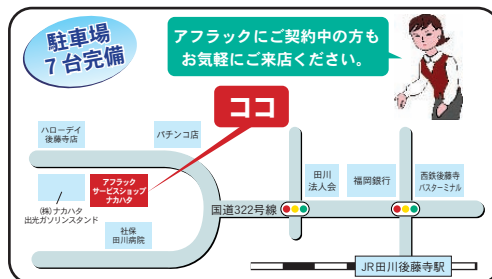 駐車場
7台完備
アフラックにご契約中の方も
お気軽にご来店ください。
ココ
ハローデイ
後藤寺店
パチンコ店
アフラック
サービスショップ
ナカハタ
(株)ナカハタ
出光ガソリンスタンド
社保
田川病院
国道322号線
田川
法人会
福岡銀行
西鉄後藤寺
バスターミナル
JR田川後藤寺駅